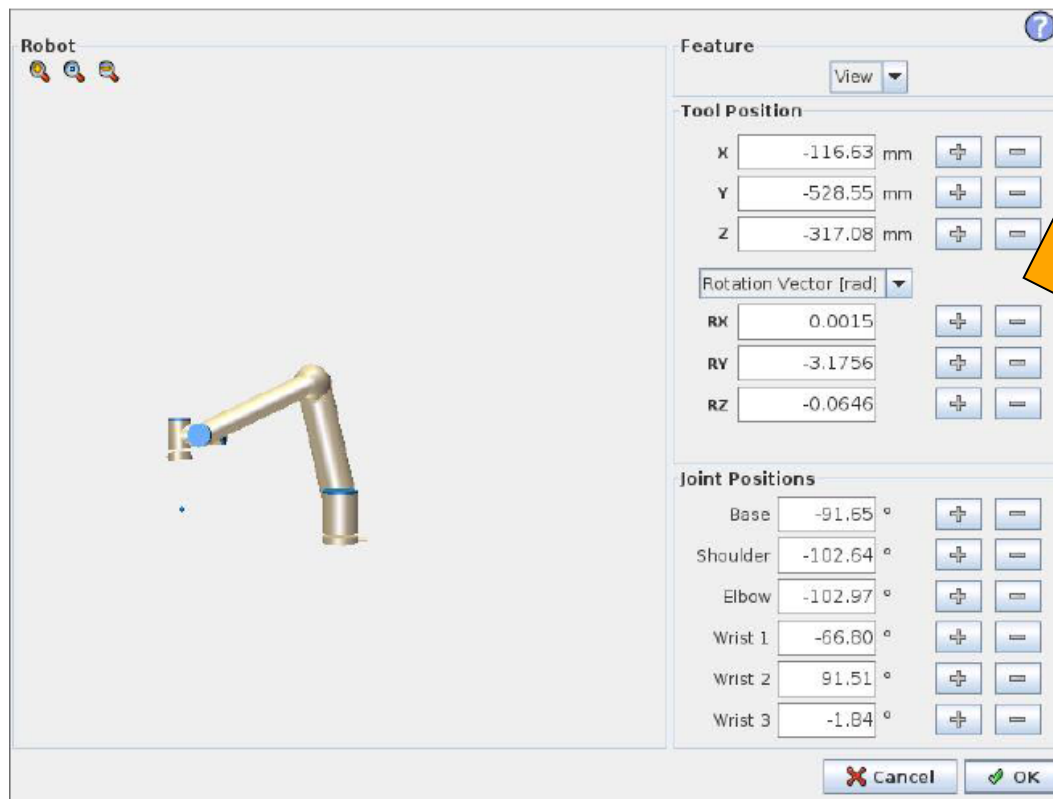 ?
Robot
Feature
View
Tool Position
X -116.63 mm
Y -528.55 mm
Z -317.08 mm
Rotation Vector [rad]
RX 0.0015
RY -3.1756
RZ -0.0646
Joint Positions
Base -91.65 °
Shoulder -102.64 °
Elbow -102.97 °
Wrist 1 -66.80 °
Wrist 2 91.51 °
Wrist 3 -1.84 °
Cancel OK